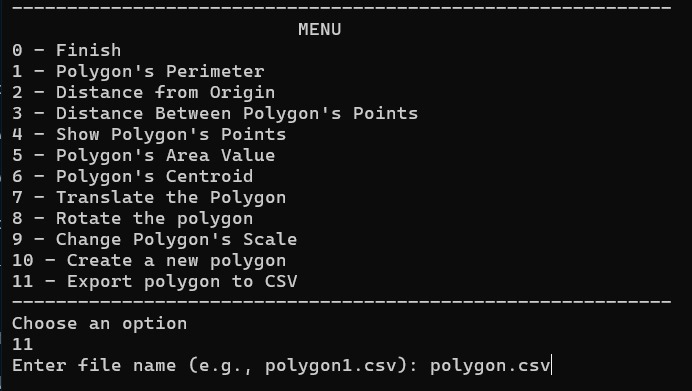 ------------------------------------------------------------
MENU
0 - Finish
1 - Polygon's Perimeter
2 - Distance from Origin
3 - Distance Between Polygon's Points
4 - Show Polygon's Points
5 - Polygon's Area Value
6 - Polygon's Centroid
7 - Translate the Polygon
8 - Rotate the polygon
9 - Change Polygon's Scale
10 - Create a new polygon
11 - Export polygon to CSV
------------------------------------------------------------
Choose an option
11
Enter file name (e.g., polygon1.csv): polygon.csv